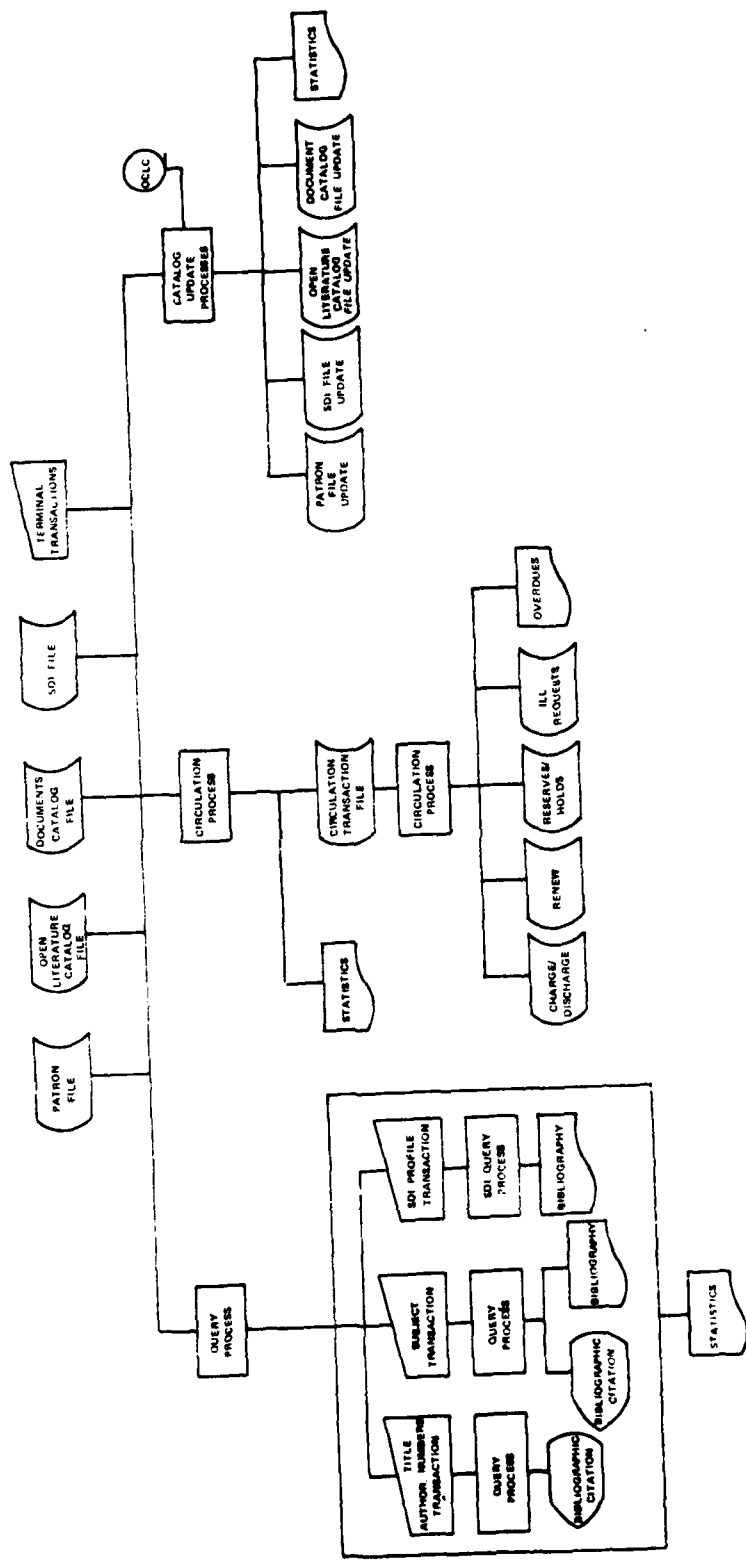 PATRON
FILE
OPEN
LITERATURE
CATALOG
FILE
DOCUMENTS
CATALOG
FILE
SDI FILE
TERMINAL
TRANSACTIONS
QUERY
PROCESS
CIRCULATION
PROCESS
CATALOG
UPDATE
PROCESSES
OCLC
TITLE
AUTHOR NUMBERS
TRANSACTION
SUBJECT
TRANSACTION
SDI PROFILE
TRANSACTION
QUERY
PROCESS
QUERY
PROCESS
SDI QUERY
PROCESS
BIBLIOGRAPHIC
CITATION
BIBLIOGRAPHIC
CITATION
BIBLIOGRAPHY
BIBLIOGRAPHY
STATISTICS
STATISTICS
CIRCULATION
TRANSACTION
FILE
CIRCULATION
PROCESS
CHARGE/
DISCHARGE
RENEW
RESERVES/
HOLDS
ILL
REQUESTS
OVERDUES
PATRON
FILE
UPDATE
SDI FILE
UPDATE
OPEN
LITERATURE
CATALOG
FILE UPDATE
DOCUMENT
CATALOG
FILE UPDATE
STATISTICS